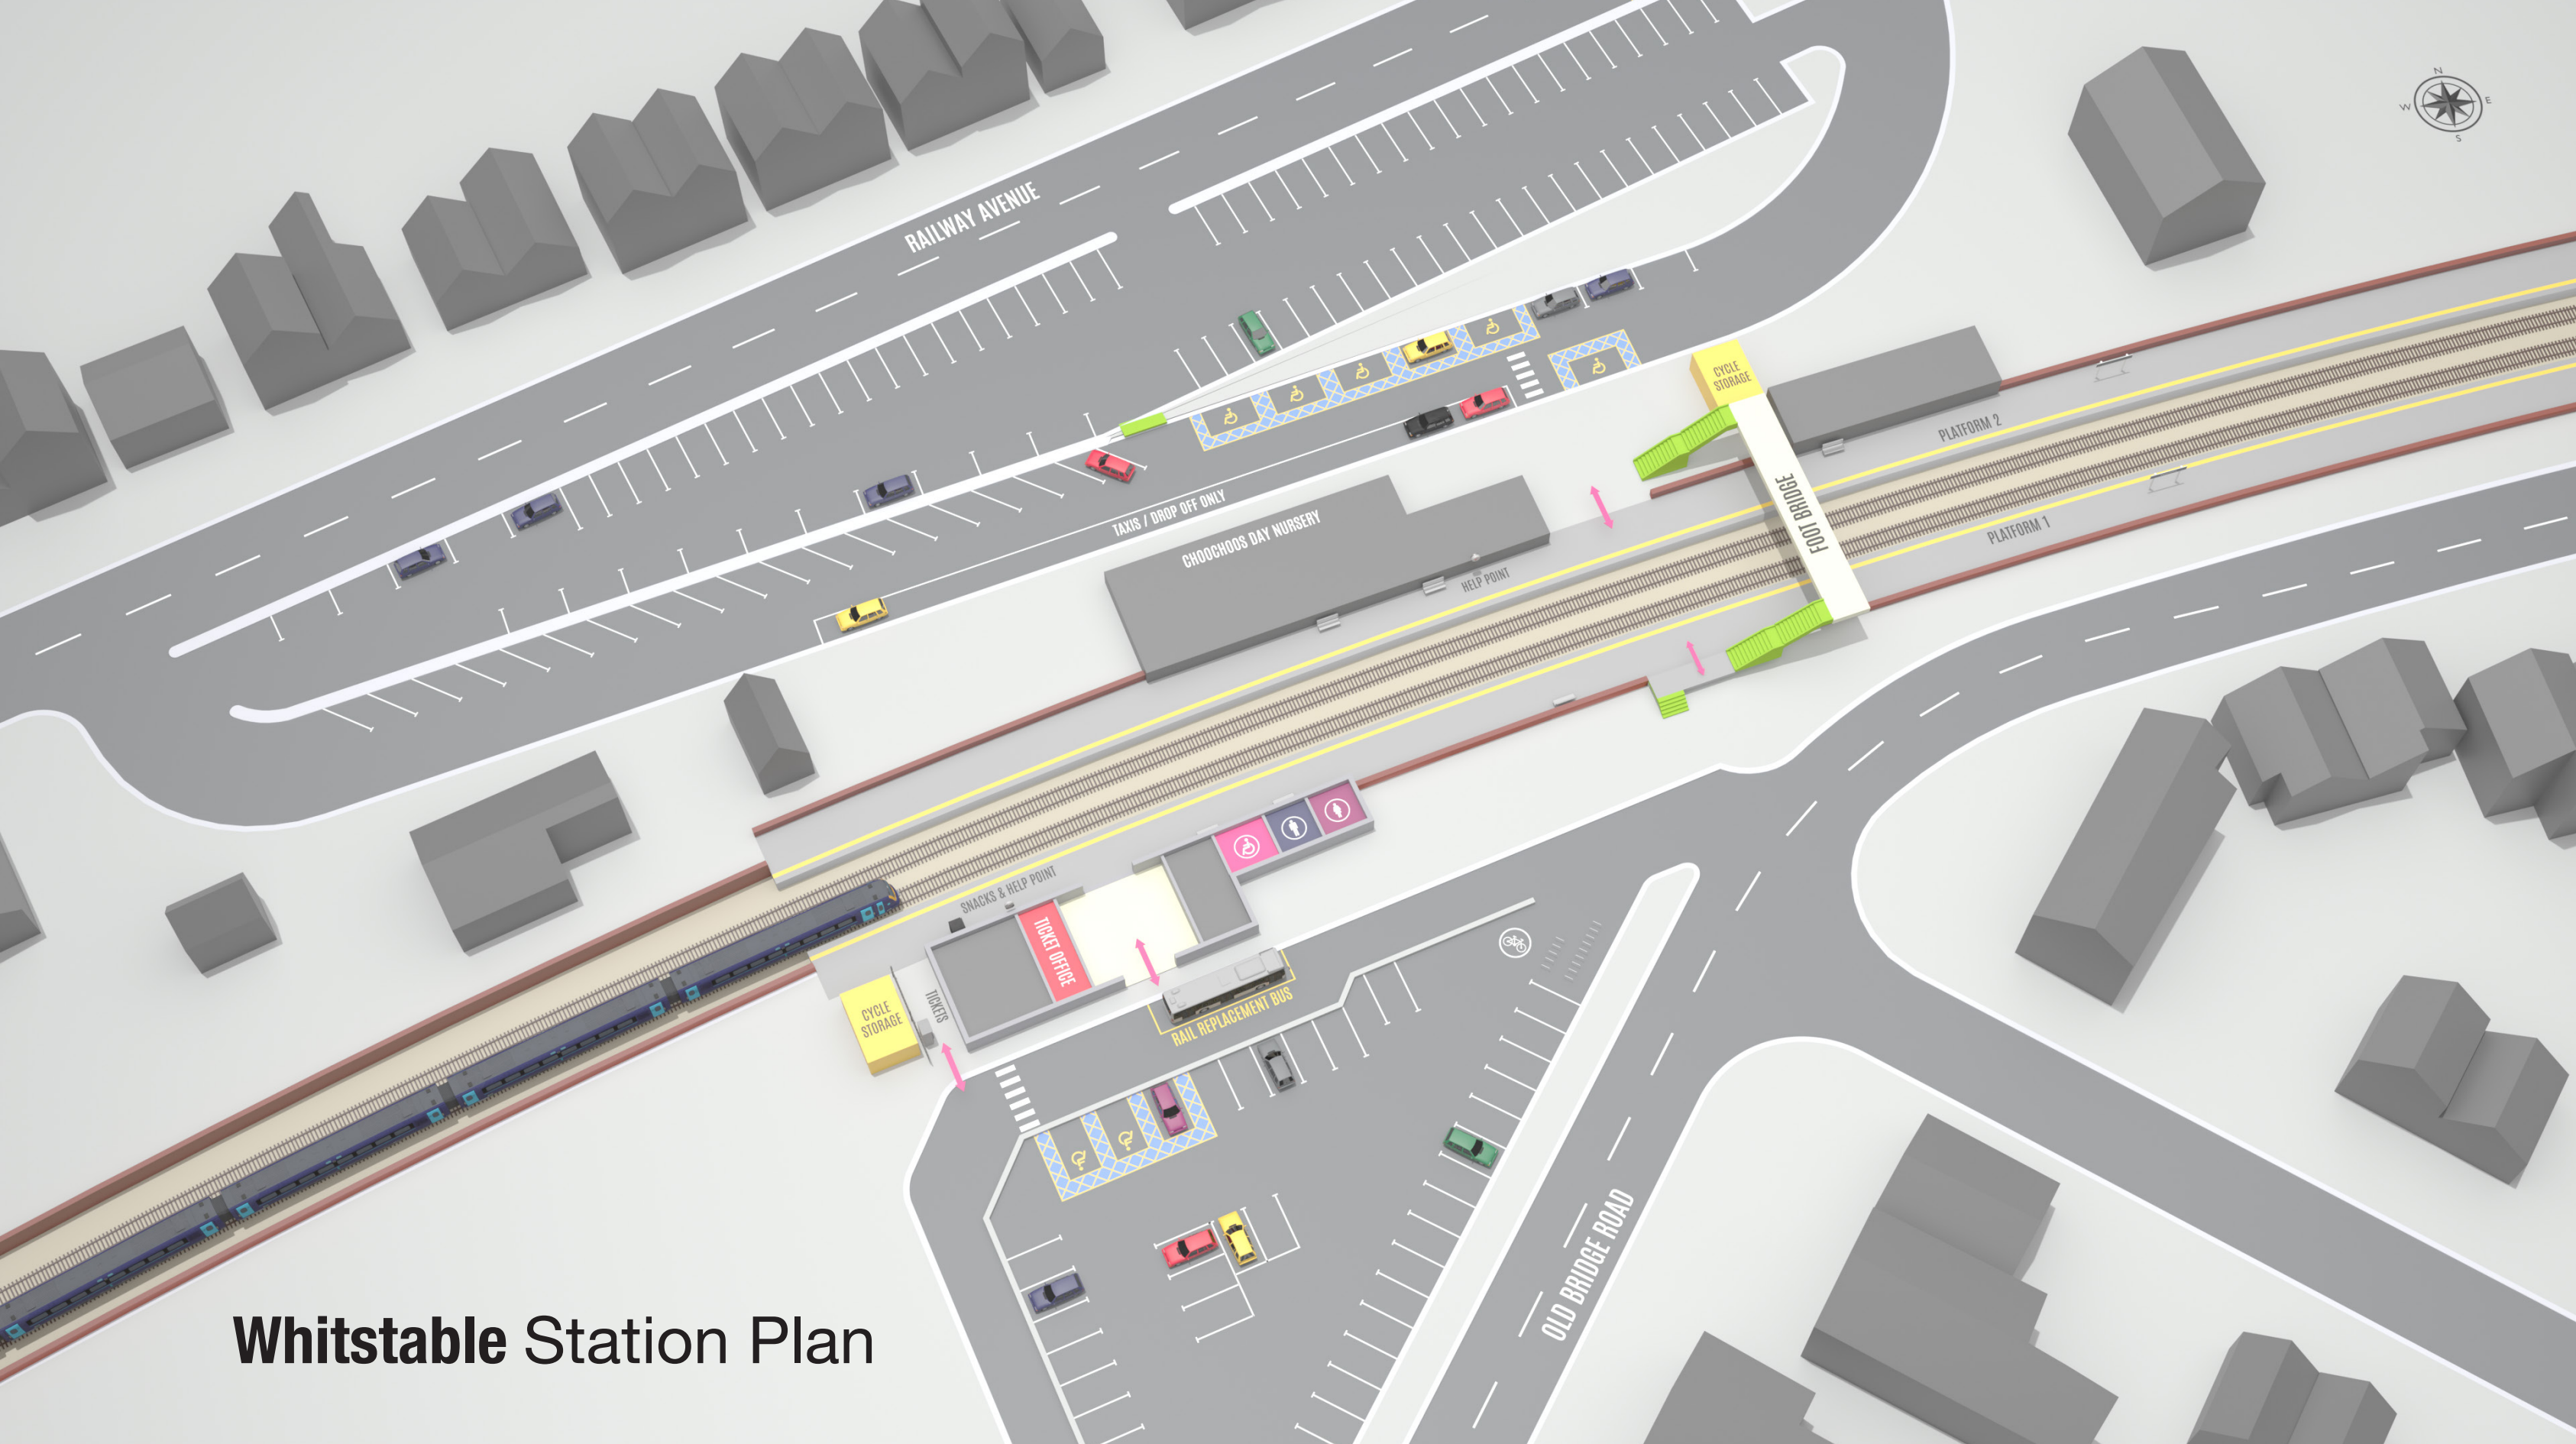 N
W E
S
RAILWAY AVENUE
CYCLE
STORAGE
PLATFORM 2
FOOT BRIDGE
TAXIS / DROP OFF ONLY
CHOOCHOOS DAY NURSERY
HELP POINT
PLATFORM 1
SNACKS & HELP POINT
TICKET OFFICE
TICKETS
CYCLE
STORAGE
RAIL REPLACEMENT BUS
OLD BRIDGE ROAD
Whitstable Station Plan